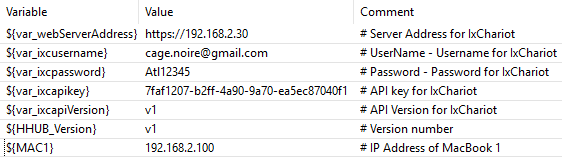 Variable Value Comment
${var_webServerAddress} https://192.168.2.30 # Server Address for IxChariot
${var_ixcusername} cage.noire@gmail.com # UserName - Username for IxChariot
${var_ixcpassword} Atl12345 # Password - Password for IxChariot
${var_ixcapikey} 7faf1207-b2ff-4a90-9a70-ea5ec87040f1 # API key for IxChariot
${var_ixcapiVersion} v1 # API Version for IxChariot
${HHUB_Version} v1 # Version number
${MAC1} 192.168.2.100 # IP Address of MacBook 1